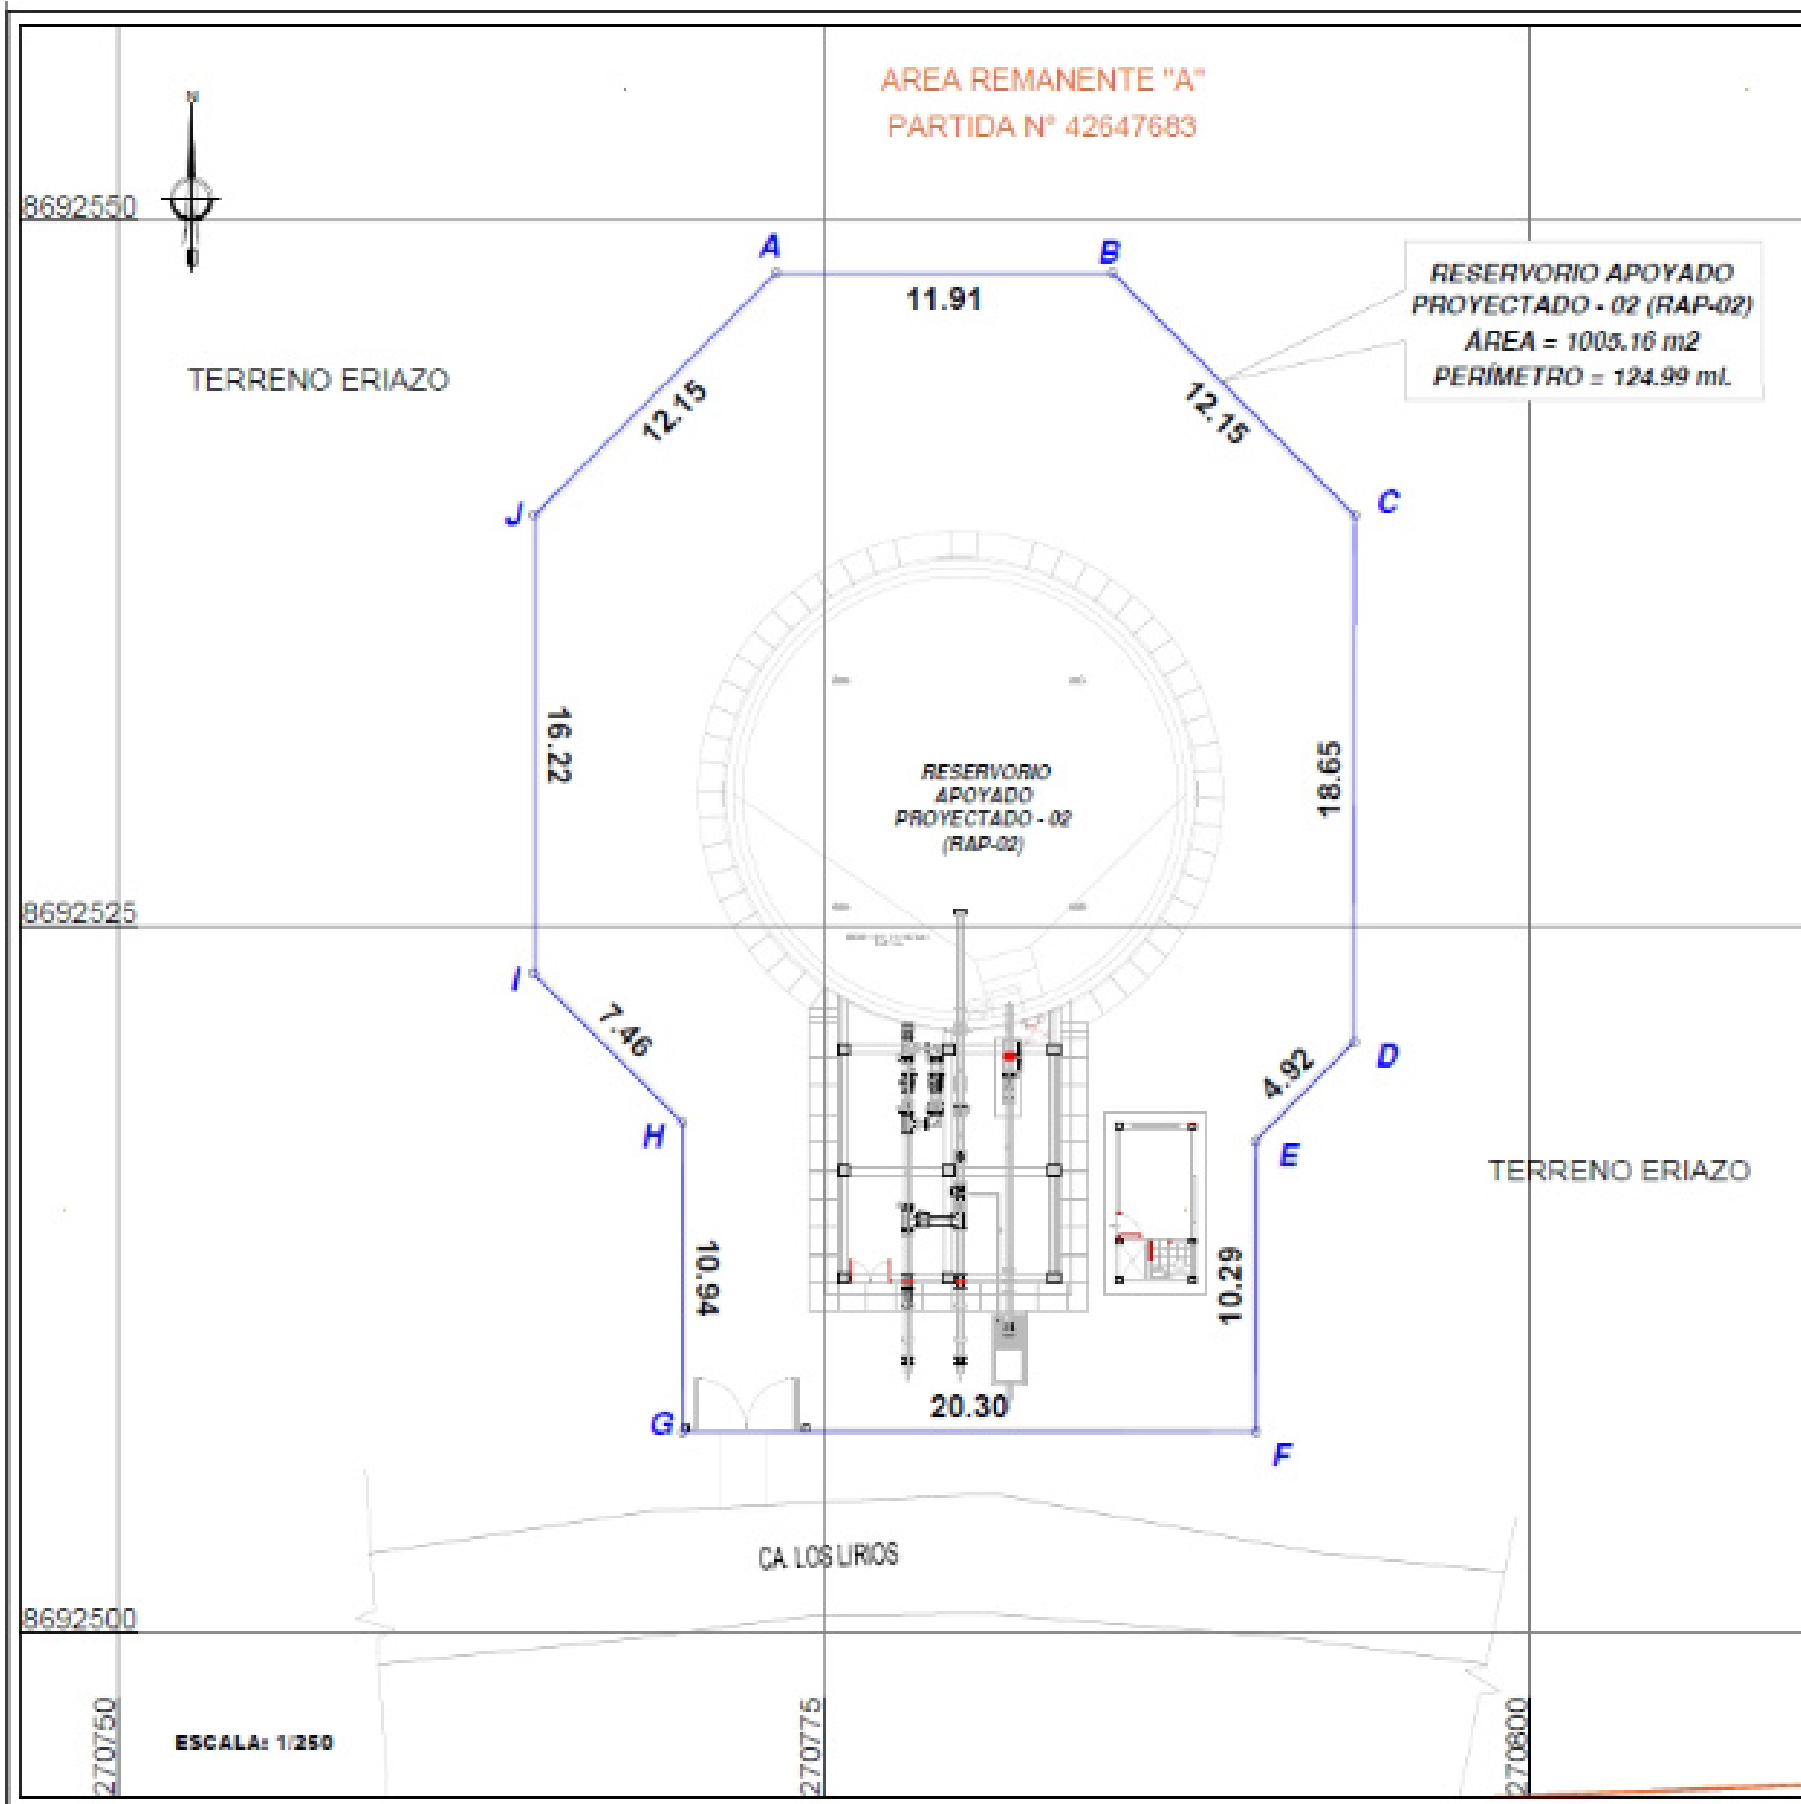 AREA REMANENTE "A"
PARTIDA N° 42647683
N
8692550
A
B
11.91
RESERVORIO APOYADO
PROYECTADO - 02 (RAP-02)
ÁREA = 1005.16 m2
PERÍMETRO = 124.99 ml.
TERRENO ERIAZO
12.15
12.15
J
C
16.22
18.65
RESERVORIO
APOYADO
PROYECTADO - 02
(RAP-02)
8692525
I
7.46
D
4.92
H
E
TERRENO ERIAZO
10.94
10.29
20.30
G
F
CA. LOS LIRIOS
8692500
270750
270775
270800
ESCALA: 1/250